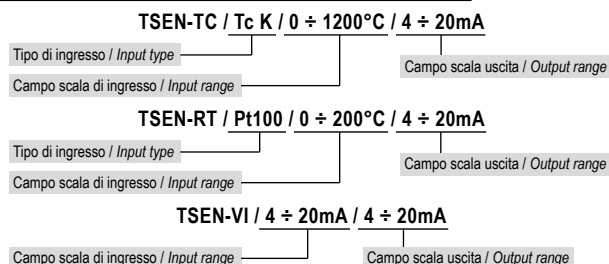 TSEN-TC / Tc K / 0 ÷ 1200°C / 4 ÷ 20mA
Tipo di ingresso / Input type
Campo scala uscita / Output range
Campo scala di ingresso / Input range
TSEN-RT / Pt100 / 0 ÷ 200°C / 4 ÷ 20mA
Tipo di ingresso / Input type
Campo scala uscita / Output range
Campo scala di ingresso / Input range
TSEN-VI / 4 ÷ 20mA / 4 ÷ 20mA
Campo scala di ingresso / Input range
Campo scala uscita / Output range